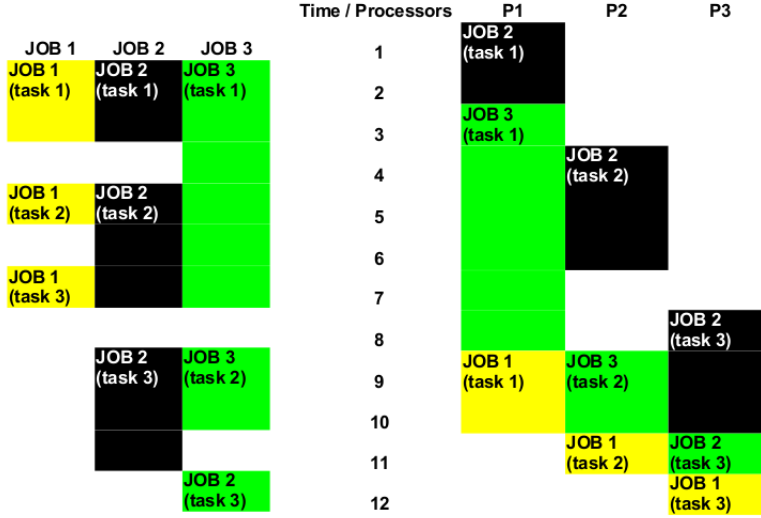 Time / Processors P1 P2 P3
JOB 1 JOB 2 JOB 3
JOB 1
(task 1)
JOB 2
(task 1)
JOB 3
(task 1)
JOB 1
(task 2)
JOB 2
(task 2)
JOB 1
(task 3)
JOB 2
(task 3)
JOB 3
(task 2)
JOB 2
(task 3)
1
2
3
4
5
6
7
8
9
10
11
12
JOB 2
(task 1)
JOB 3
(task 1)
JOB 2
(task 2)
JOB 2
(task 3)
JOB 1
(task 1)
JOB 3
(task 2)
JOB 1
(task 2)
JOB 2
(task 3)
JOB 1
(task 3)